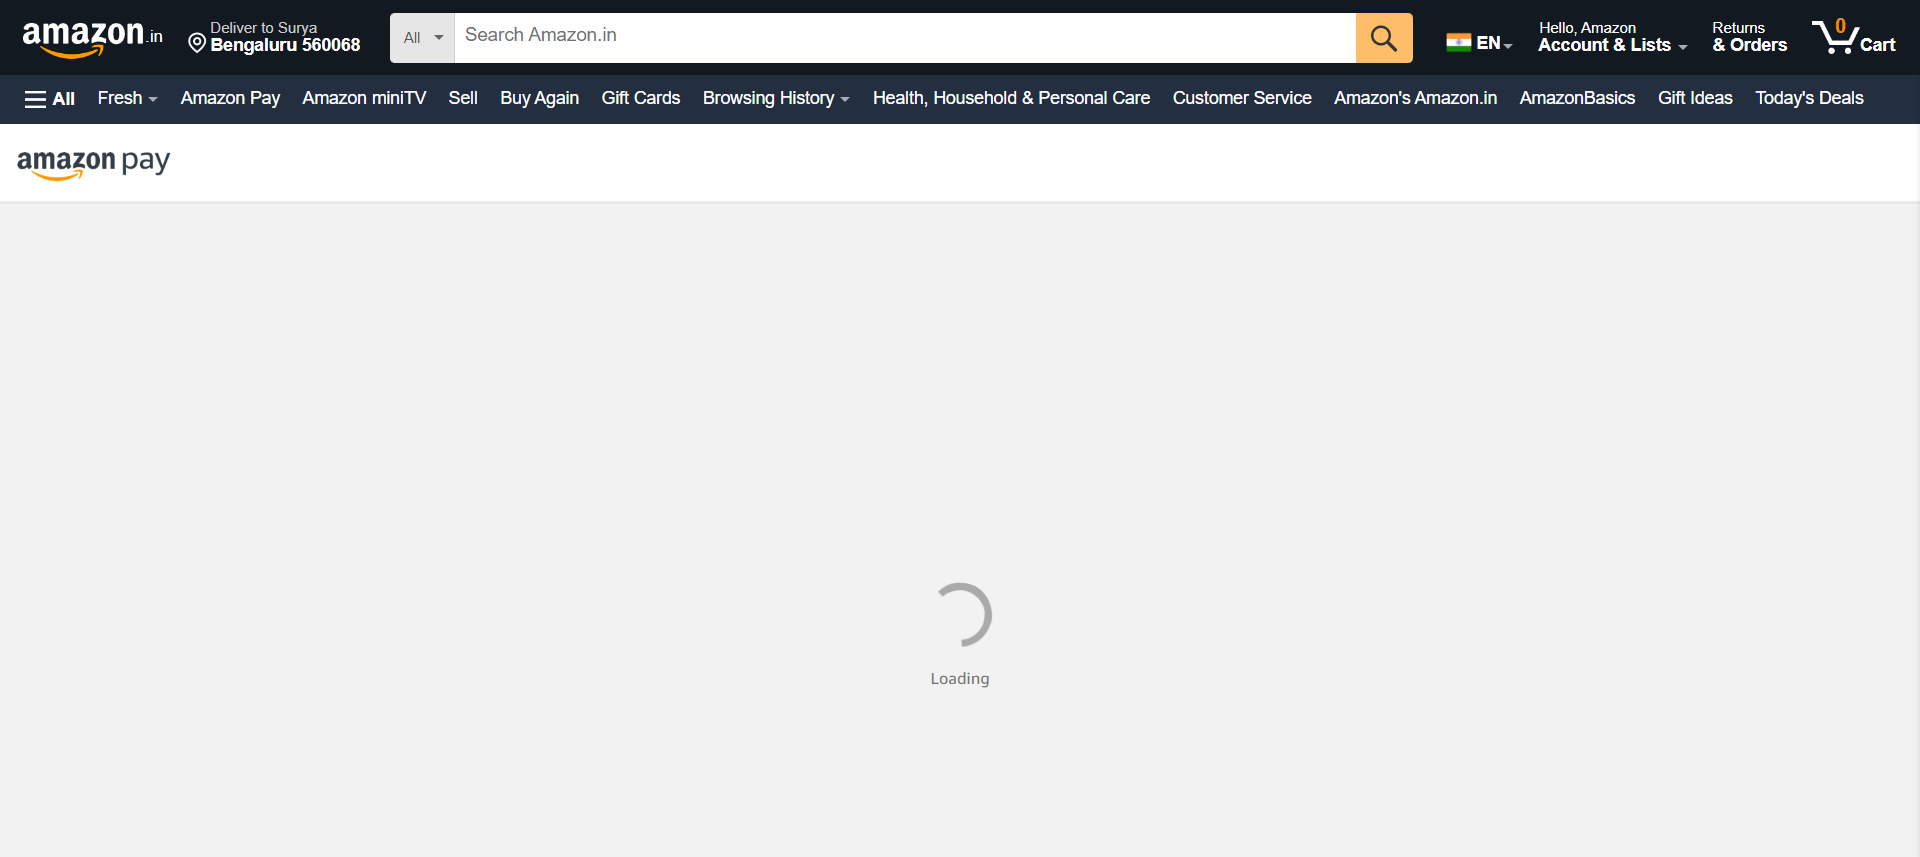 amazon.in
Deliver to Surya
Bengaluru 560068
All
Search Amazon.in
EN
Hello, Amazon
Account & Lists
Returns
& Orders
0
Cart
All
Fresh
Amazon Pay
Amazon miniTV
Sell
Buy Again
Gift Cards
Browsing History
Health, Household & Personal Care
Customer Service
Amazon's Amazon.in
AmazonBasics
Gift Ideas
Today's Deals
amazon pay
Loading